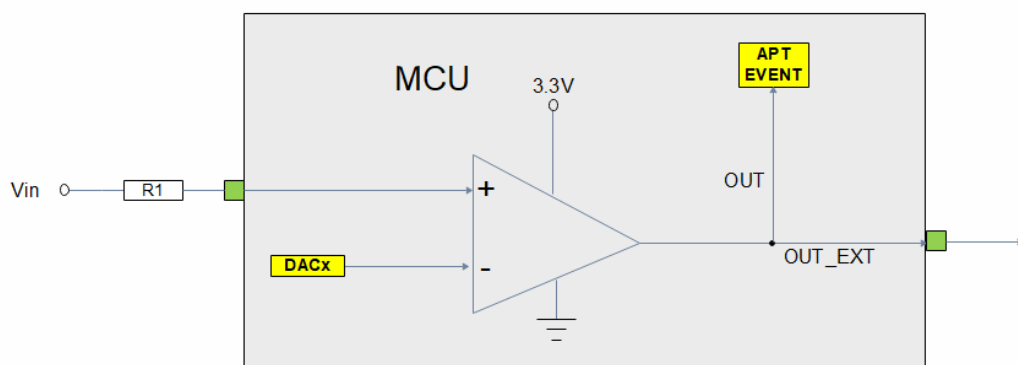 MCU
APT
EVENT
3.3V
Vin
R1
+
OUT
DACx
-
OUT_EXT